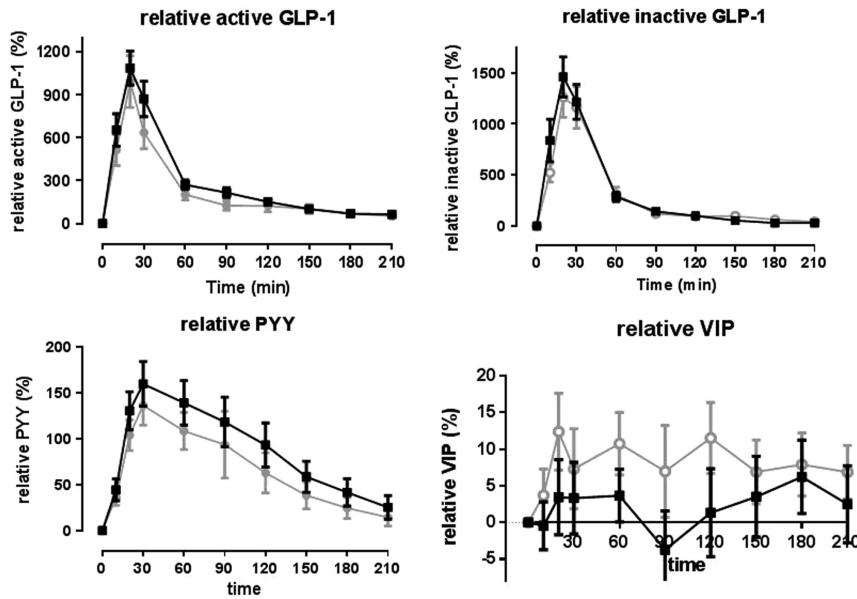 relative active GLP-1
relative active GLP-1 (%)
1200
900
600
300
0
0 30 60 90 120 150 180 210
Time (min)
relative inactive GLP-1
relative inactive GLP-1 (%)
1500
1000
500
0
0 30 60 90 120 150 180 210
Time (min)
relative PYY
relative PYY (%)
200
150
100
50
0
0 30 60 90 120 150 180 210
time
relative VIP
relative VIP (%)
20
15
10
5
0
-5
30 60 90 120 150 180 210
time